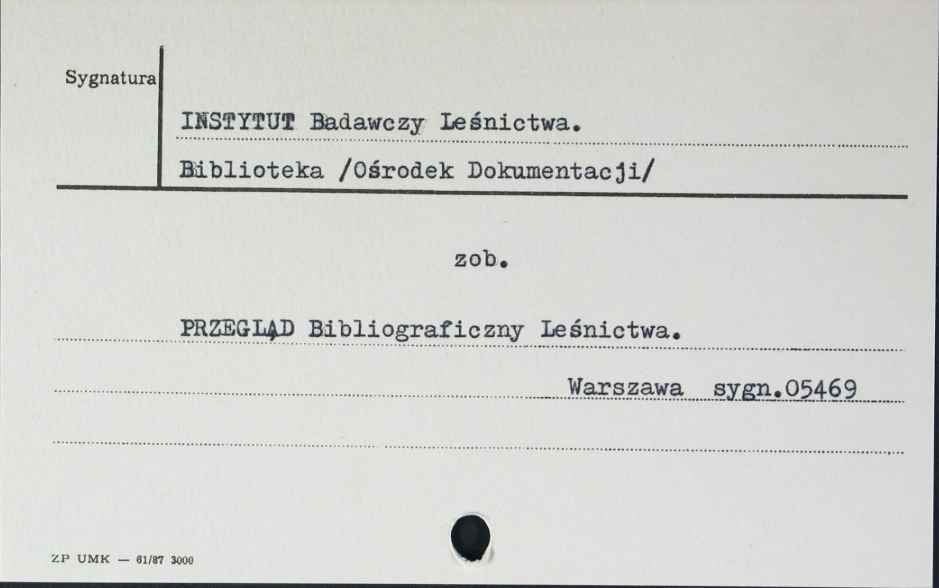 Sygnatura
INSTYTUT Badawczy Leśnictwa.
Biblioteka /Ośrodek Dokumentacji/
zob.
PRZEGLĄD Bibliograficzny Leśnictwa.
Warszawa sygn.05469
ZP UMK — 61/87 3000